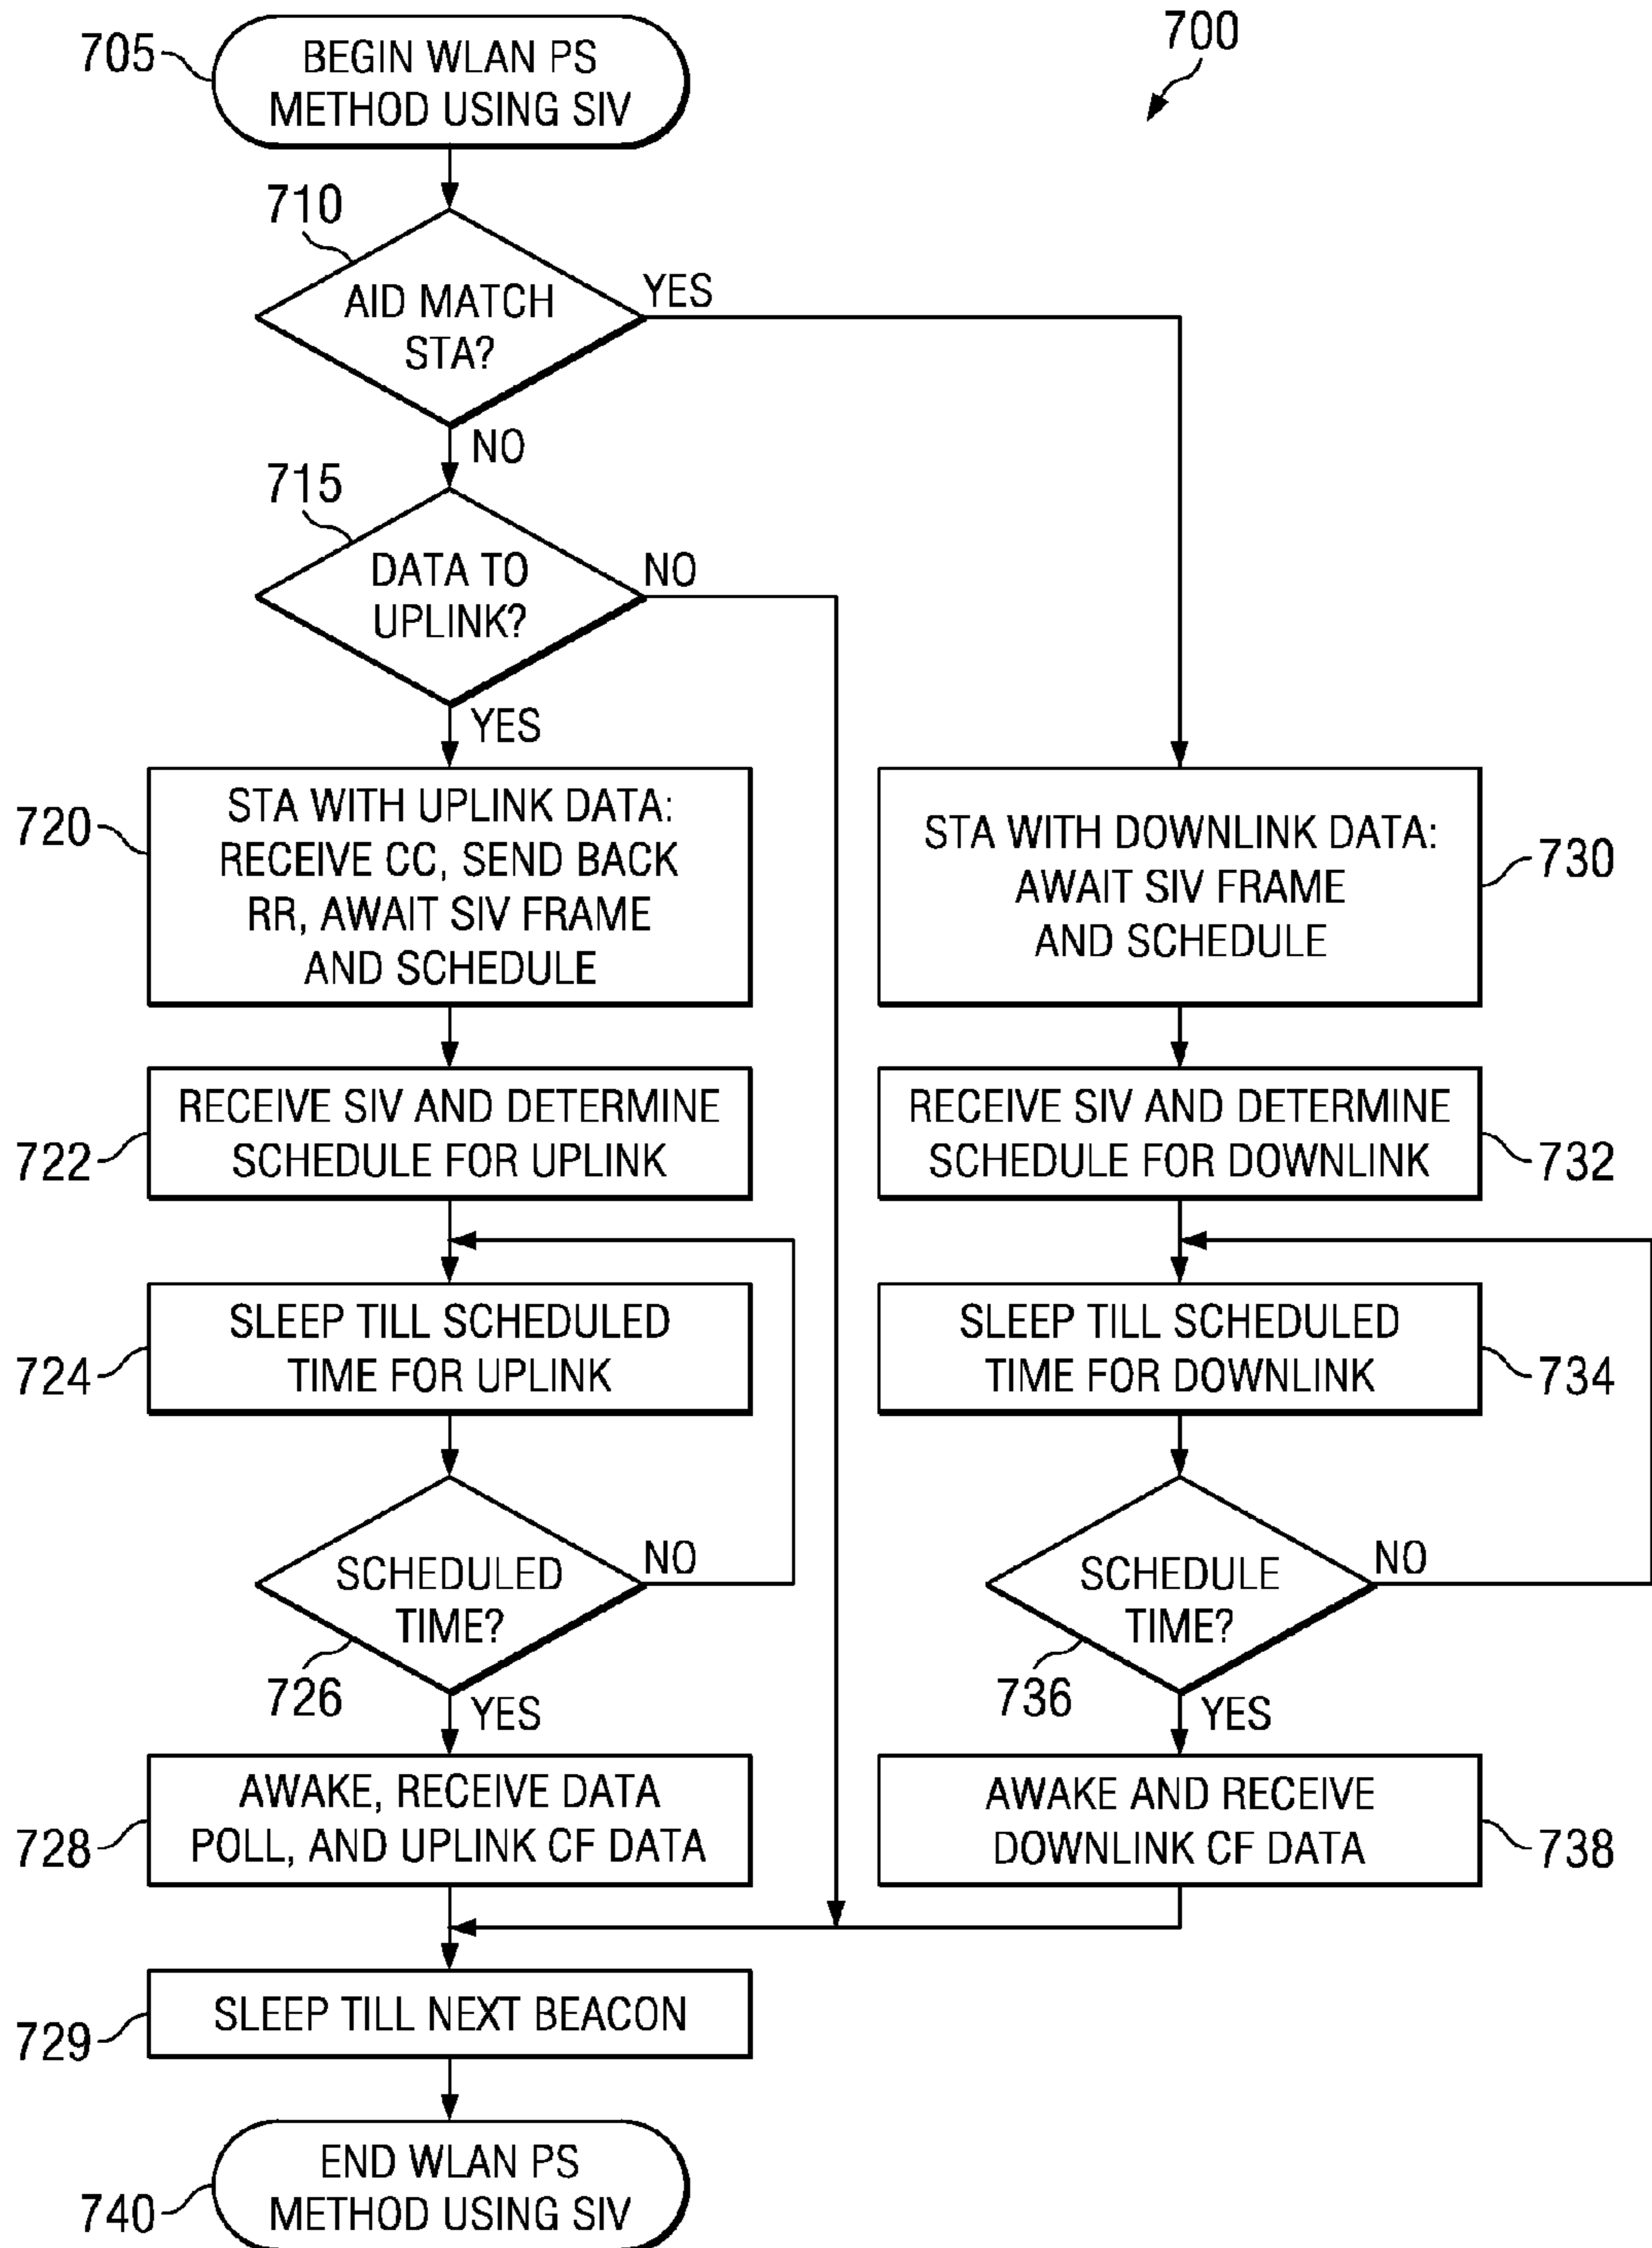 700
705
BEGIN WLAN PS
METHOD USING SIV
710
AID MATCH
STA?
YES
NO
715
DATA TO
UPLINK?
NO
YES
720
STA WITH UPLINK DATA:
RECEIVE CC, SEND BACK
RR, AWAIT SIV FRAME
AND SCHEDULE
STA WITH DOWNLINK DATA:
AWAIT SIV FRAME
AND SCHEDULE
730
722
RECEIVE SIV AND DETERMINE
SCHEDULE FOR UPLINK
RECEIVE SIV AND DETERMINE
SCHEDULE FOR DOWNLINK
732
724
SLEEP TILL SCHEDULED
TIME FOR UPLINK
SLEEP TILL SCHEDULED
TIME FOR DOWNLINK
734
SCHEDULED
TIME?
NO
726
YES
SCHEDULE
TIME?
NO
736
YES
728
AWAKE, RECEIVE DATA
POLL, AND UPLINK CF DATA
AWAKE AND RECEIVE
DOWNLINK CF DATA
738
729
SLEEP TILL NEXT BEACON
740
END WLAN PS
METHOD USING SIV